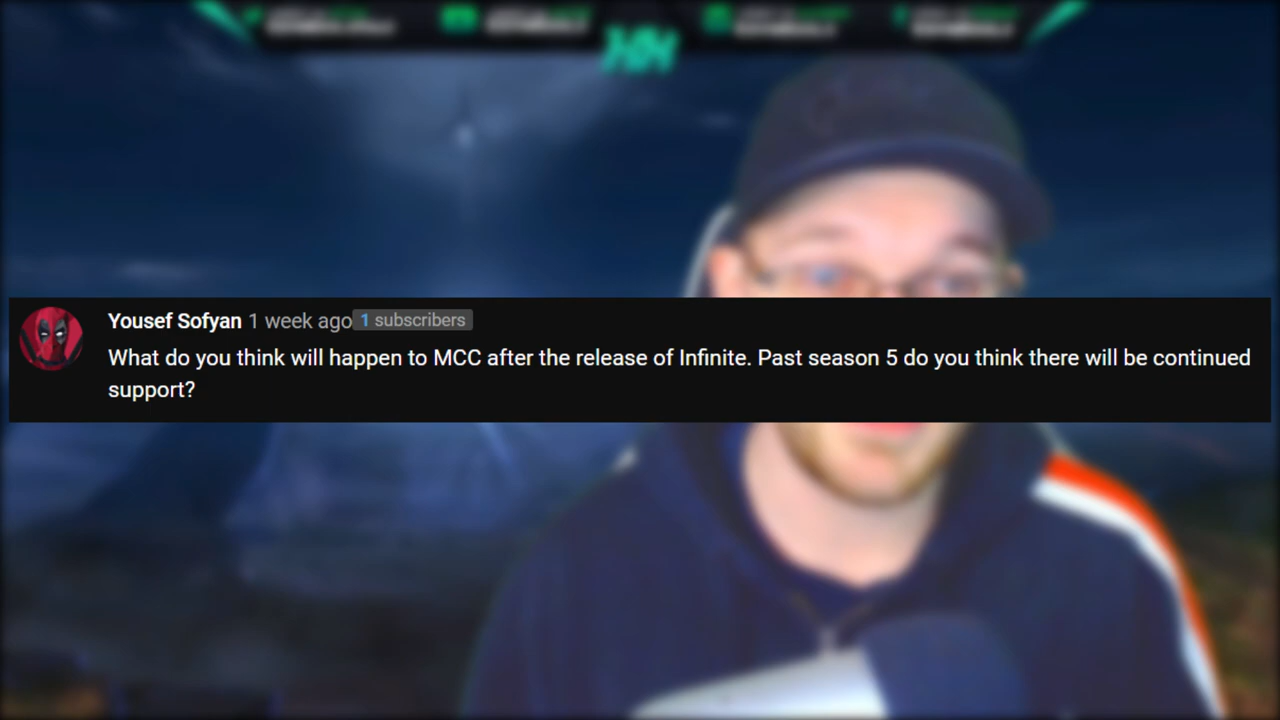 HH
Yousef Sofyan 1 week ago 1 subscribers
What do you think will happen to MCC after the release of Infinite. Past season 5 do you think there will be continued
support?